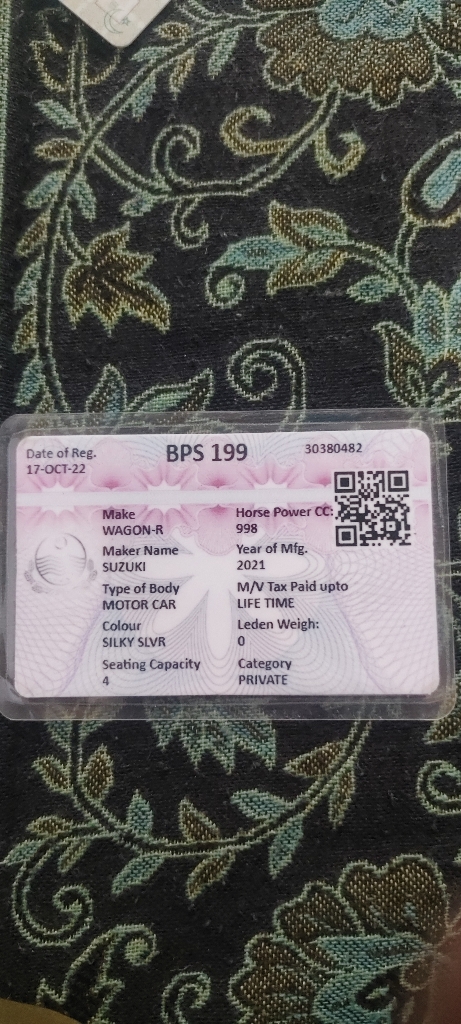 Date of Reg. BPS 199 30380482
17-OCT-22
Make Horse Power CC:
WAGON-R 998
Maker Name Year of Mfg.
SUZUKI 2021
Type of Body M/V Tax Paid upto
MOTOR CAR LIFE TIME
Colour Leden Weigh:
SILKY SLVR 0
Seating Capacity Category
4 PRIVATE